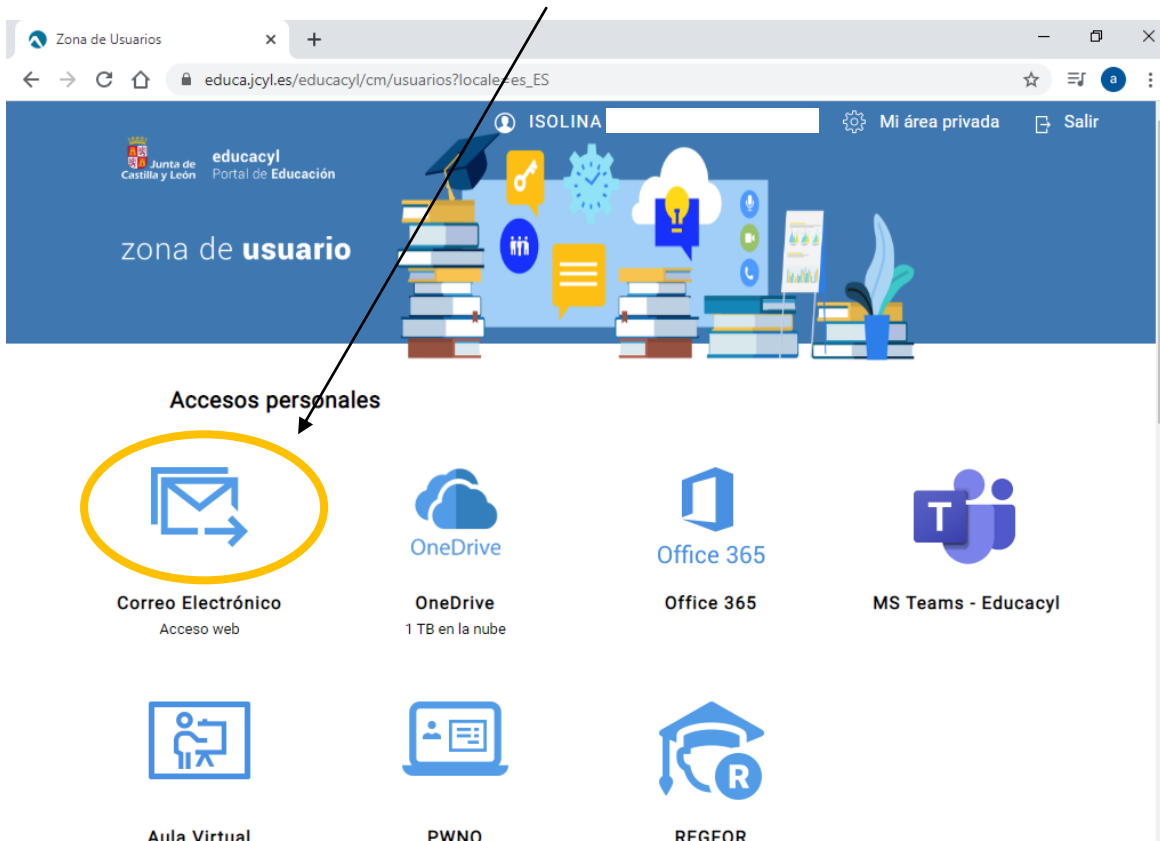 Zona de Usuarios
educa.jcyl.es/educacyl/cm/usuarios?locale=es_ES
a
ISOLINA
Mi área privada
Salir
Junta de
Castilla y León
educacyl
Portal de Educación
zona de usuario
Accesos personales
OneDrive
Office 365
T
Correo Electrónico
OneDrive
Office 365
MS Teams - Educacyl
Acceso web
1 TB en la nube
R
Aula Virtual
PWNO
REGFOR